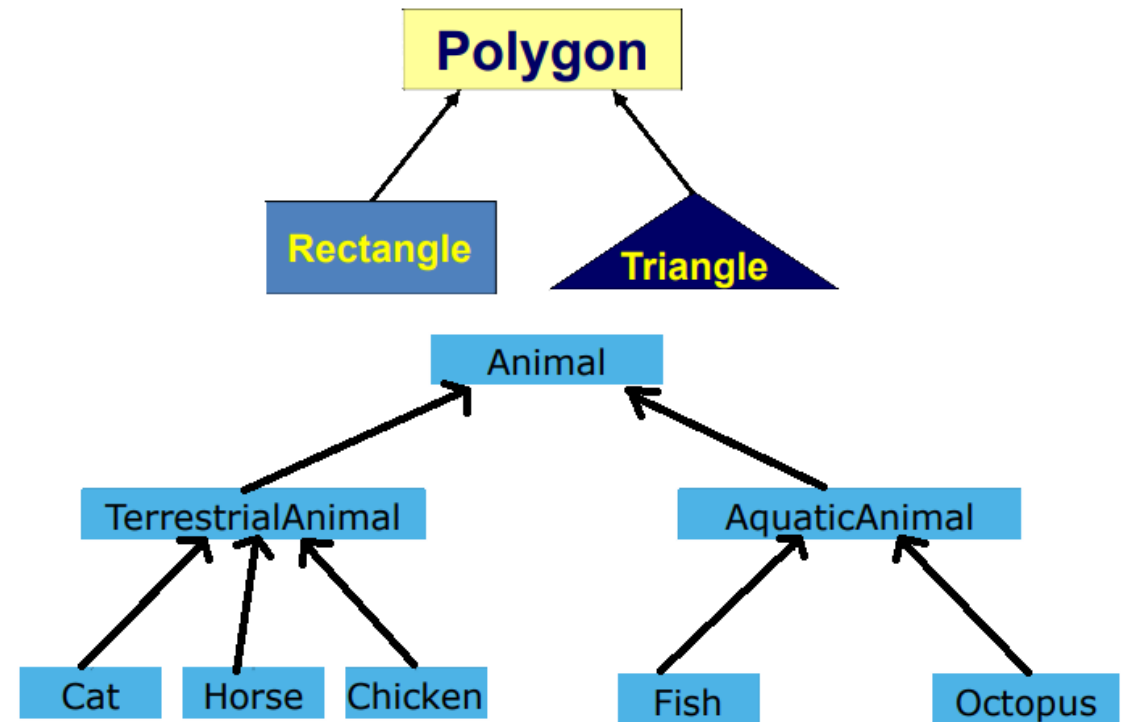 Polygon
Rectangle
Triangle
Animal
TerrestrialAnimal
AquaticAnimal
Cat
Horse
Chicken
Fish
Octopus